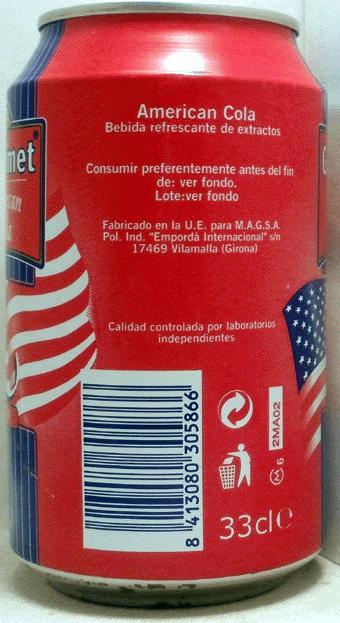 American Cola
Bebida refrescante de extractos
Consumir preferentemente antes del fin
de: ver fondo.
Lote:ver fondo
Fabricado en la U.E. para M.A.G.S.A.
Pol. Ind. "Empordà Internacional" s/n
17469 Vilamalla (Girona)
Calidad controlada por laboratorios
independientes
8 413080 305866
2MA02
33cl e